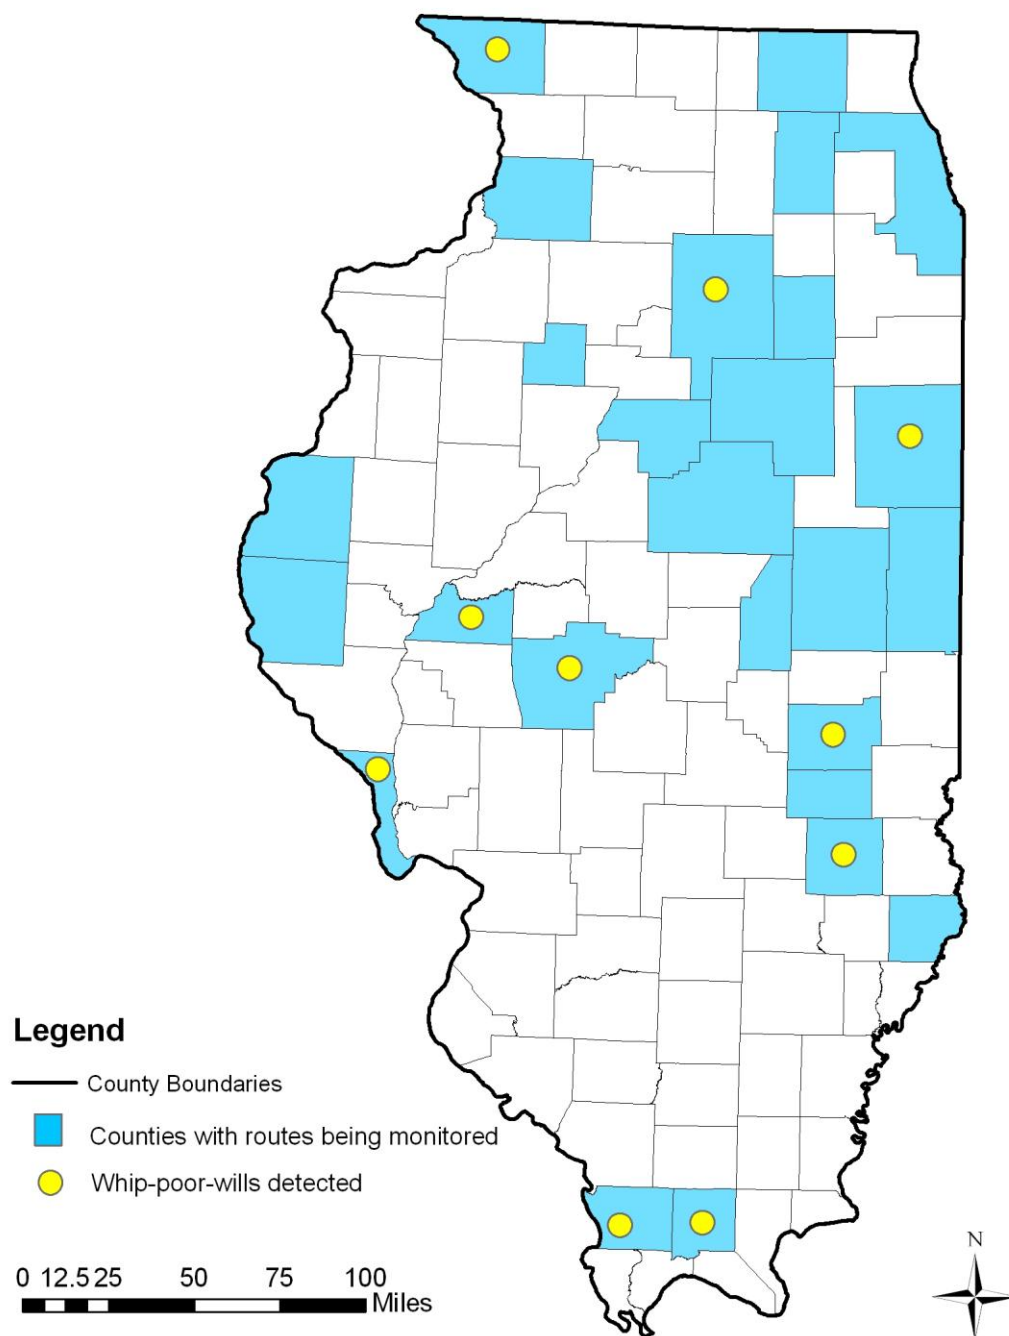 Legend
County Boundaries
Counties with routes being monitored
Whip-poor-wills detected
0 12.5 25 50 75 100
Miles
N